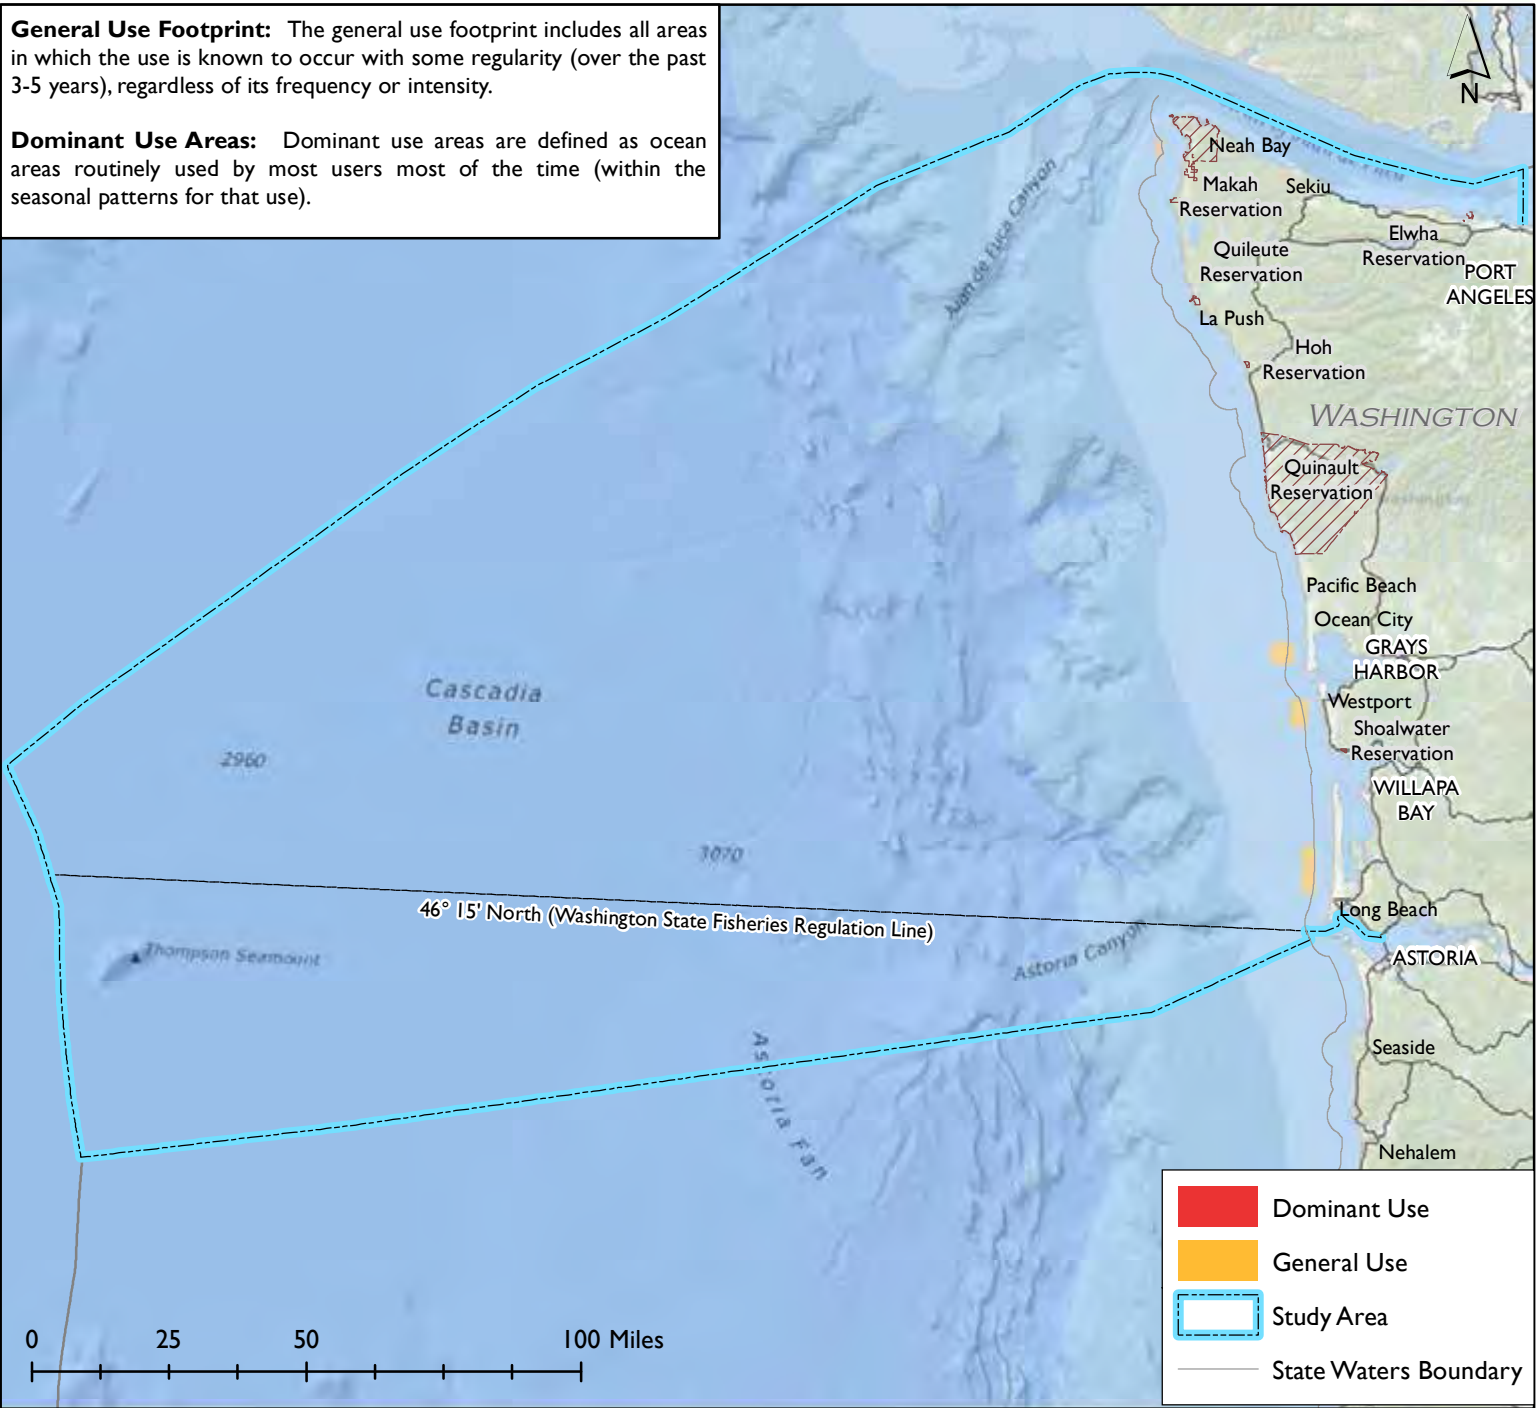 General Use Footprint: The general use footprint includes all areas
in which the use is known to occur with some regularity (over the past
3-5 years), regardless of its frequency or intensity.
Dominant Use Areas: Dominant use areas are defined as ocean
areas routinely used by most users most of the time (within the
seasonal patterns for that use).
N
Neah Bay
Makah
Reservation
Sekiu
Elwha
Reservation
PORT
ANGELES
Juan de Fuca Canyon
Quileute
Reservation
La Push
Hoh
Reservation
WASHINGTON
Quinault
Reservation
Washington
Pacific Beach
Ocean City
GRAYS
HARBOR
Westport
Shoalwater
Reservation
WILLAPA
BAY
Cascadia
Basin
2960
3070
46° 15' North (Washington State Fisheries Regulation Line)
Long Beach
ASTORIA
Thompson Seamount
Astoria Canyon
Astoria Fan
Seaside
Nehalem
Dominant Use
General Use
Study Area
State Waters Boundary
0 25 50 100 Miles